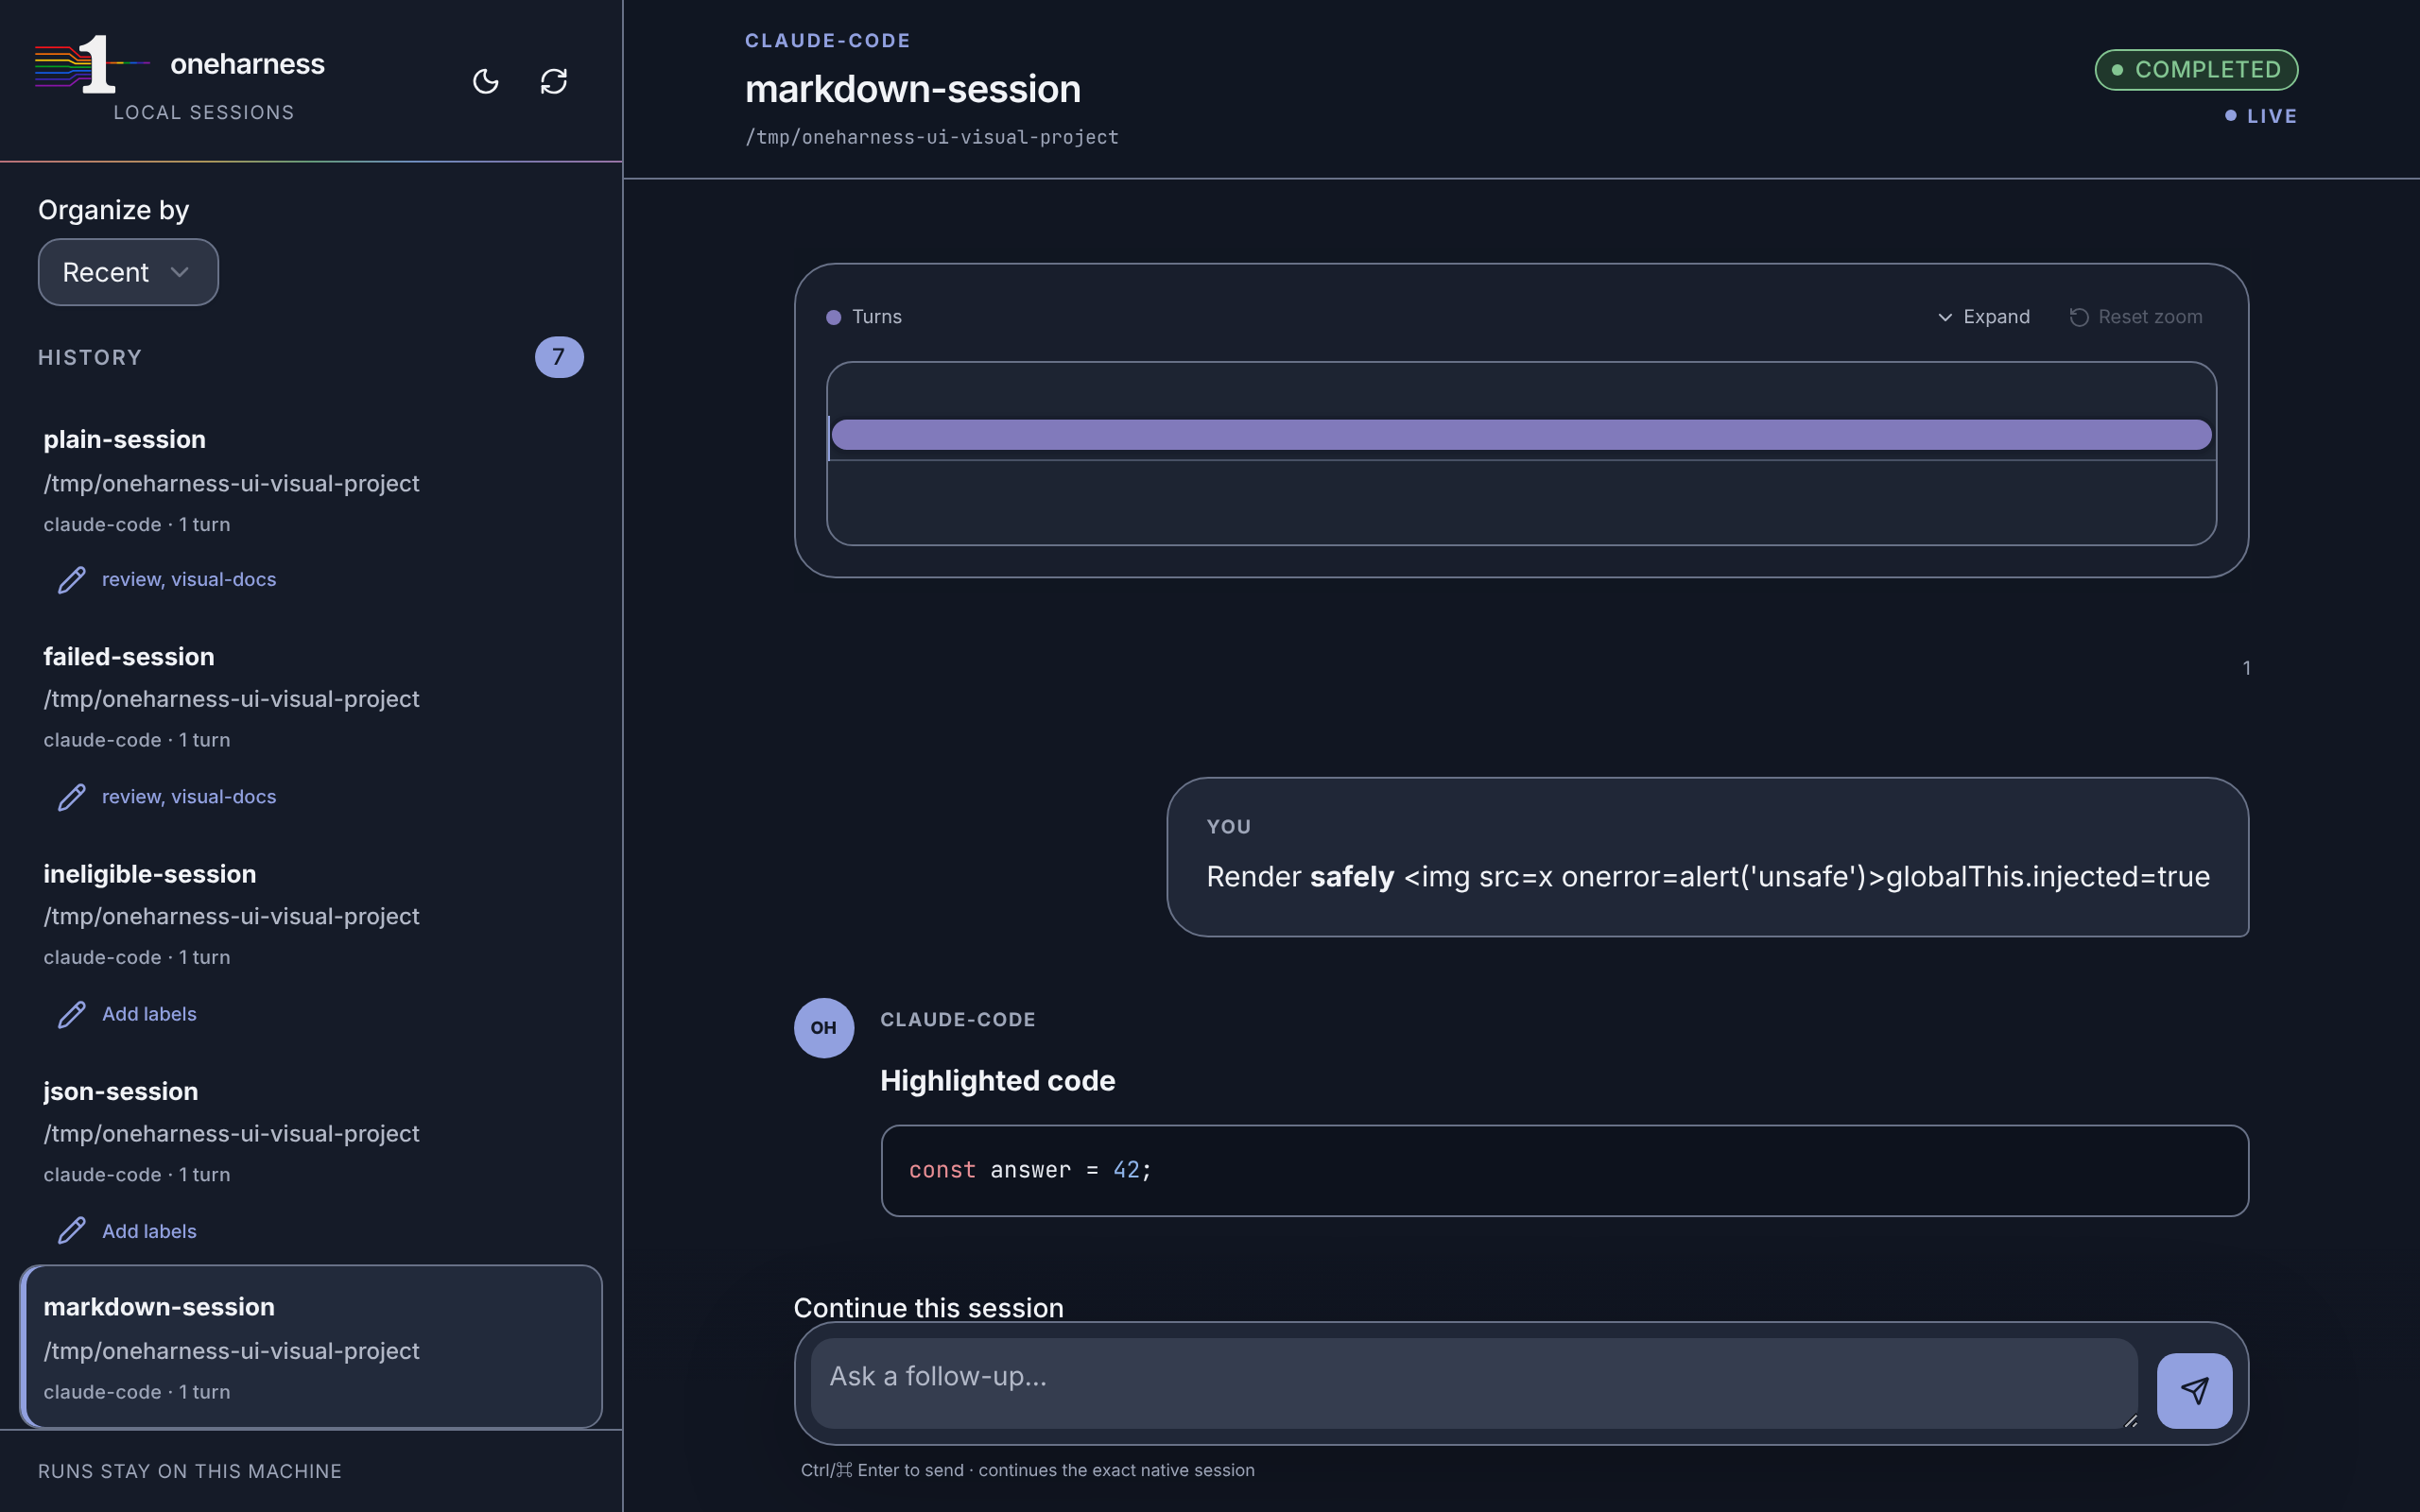 1 oneharness
LOCAL SESSIONS
Organize by
Recent
HISTORY 7
plain-session
/tmp/oneharness-ui-visual-project
claude-code · 1 turn
review, visual-docs
failed-session
/tmp/oneharness-ui-visual-project
claude-code · 1 turn
review, visual-docs
ineligible-session
/tmp/oneharness-ui-visual-project
claude-code · 1 turn
Add labels
json-session
/tmp/oneharness-ui-visual-project
claude-code · 1 turn
Add labels
markdown-session
/tmp/oneharness-ui-visual-project
claude-code · 1 turn
RUNS STAY ON THIS MACHINE
CLAUDE-CODE
markdown-session
/tmp/oneharness-ui-visual-project
COMPLETED
LIVE
Turns Expand Reset zoom
1
YOU
Render safely <img src=x onerror=alert('unsafe')>globalThis.injected=true
OH CLAUDE-CODE
Highlighted code
const answer = 42;
Continue this session
Ask a follow-up...
Ctrl/⌘ Enter to send · continues the exact native session